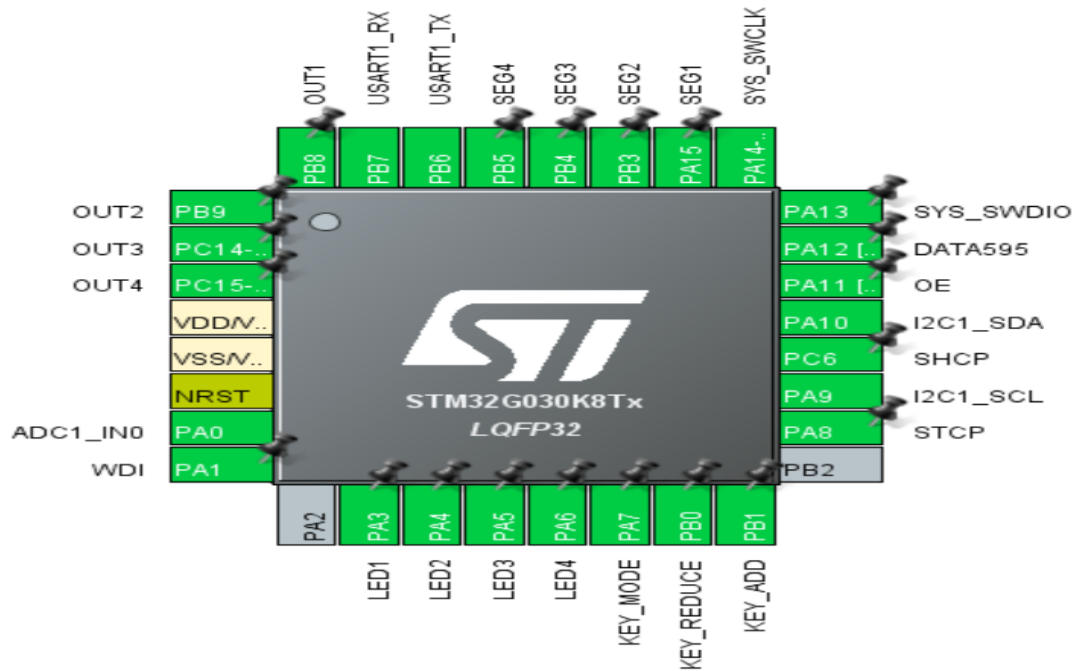 OUT1
USART1_RX
USART1_TX
SEG4
SEG3
SEG2
SEG1
SYS_SWCLK
PB8
PB7
PB6
PB5
PB4
PB3
PA15
PA14-..
OUT2 PB9
OUT3 PC14-..
OUT4 PC15-..
VDD/V..
VSS/V..
NRST
ADC1_IN0 PA0
WDI PA1
ST
STM32G030K8Tx
LQFP32
PA13 SYS_SWDIO
PA12 [.. DATA595
PA11 [.. OE
PA10 I2C1_SDA
PC6 SHCP
PA9 I2C1_SCL
PA8 STCP
PB2
PA2
PA3
PA4
PA5
PA6
PA7
PB0
PB1
LED1
LED2
LED3
LED4
KEY_MODE
KEY_REDUCE
KEY_ADD